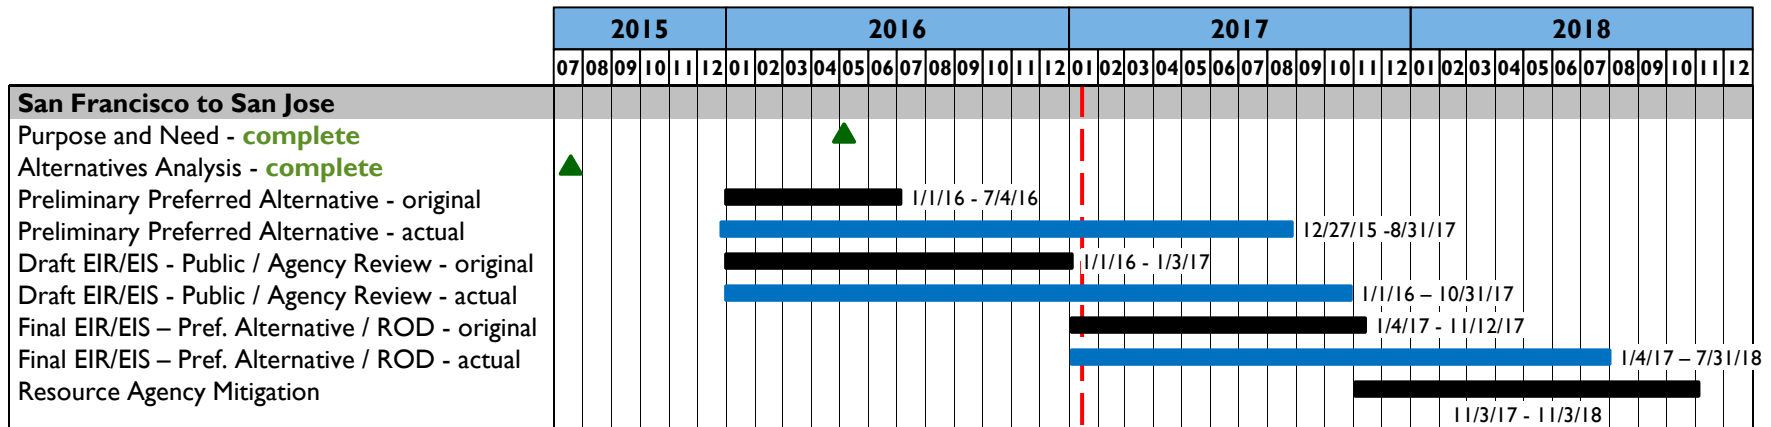 2015 2016 2017 2018
07 08 09 10 11 12 01 02 03 04 05 06 07 08 09 10 11 12 01 02 03 04 05 06 07 08 09 10 11 12 01 02 03 04 05 06 07 08 09 10 11 12
San Francisco to San Jose
Purpose and Need - complete
Alternatives Analysis - complete
Preliminary Preferred Alternative - original 1/1/16 - 7/4/16
Preliminary Preferred Alternative - actual 12/27/15 -8/31/17
Draft EIR/EIS - Public / Agency Review - original 1/1/16 - 1/3/17
Draft EIR/EIS - Public / Agency Review - actual 1/1/16 – 10/31/17
Final EIR/EIS – Pref. Alternative / ROD - original 1/4/17 - 11/12/17
Final EIR/EIS – Pref. Alternative / ROD - actual 1/4/17 – 7/31/18
Resource Agency Mitigation
11/3/17 - 11/3/18